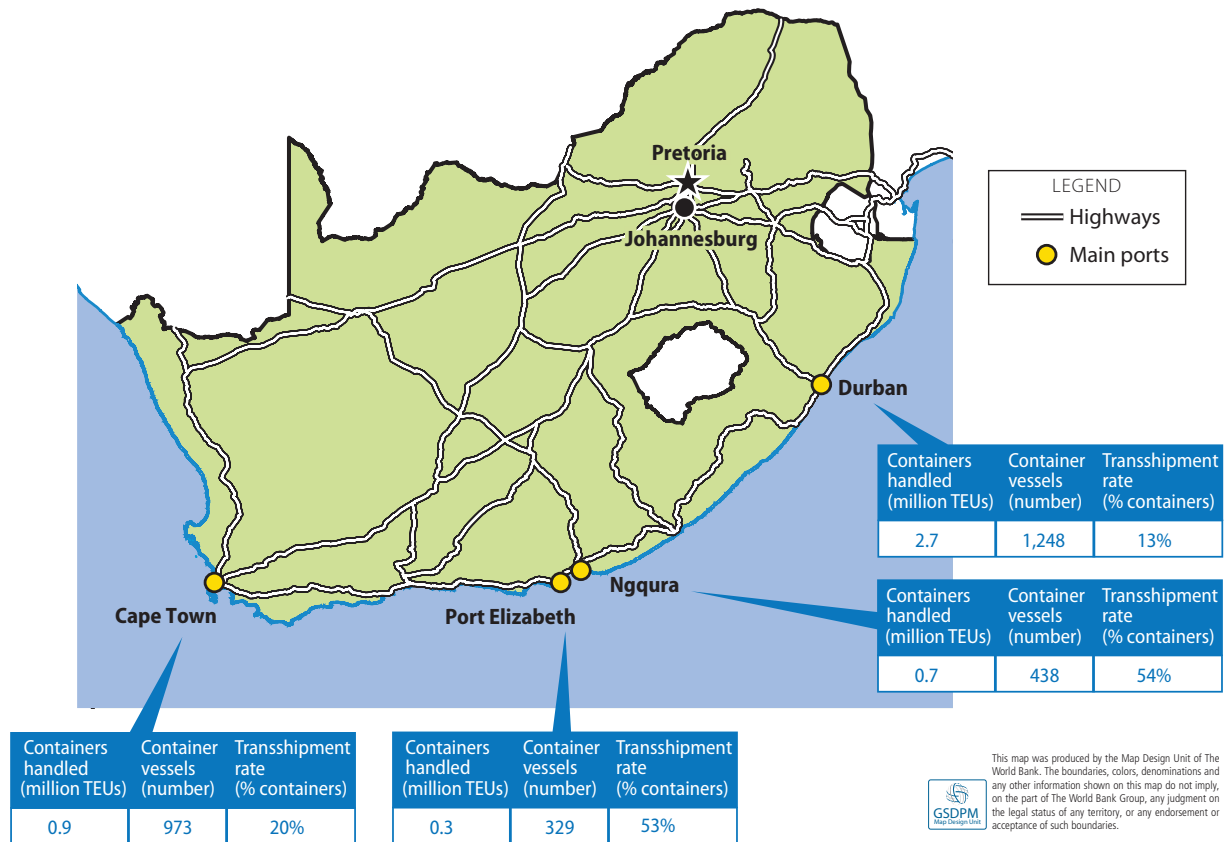 Pretoria
Johannesburg
LEGEND
Highways
Main ports
Durban
Containers handled (million TEUs)
Container vessels (number)
Transshipment rate (% containers)
2.7
1,248
13%
Ngqura
Containers handled (million TEUs)
Container vessels (number)
Transshipment rate (% containers)
0.7
438
54%
Cape Town
Port Elizabeth
Containers handled (million TEUs)
Container vessels (number)
Transshipment rate (% containers)
0.9
973
20%
Containers handled (million TEUs)
Container vessels (number)
Transshipment rate (% containers)
0.3
329
53%
GSDPM
Map Design Unit
This map was produced by the Map Design Unit of The
World Bank. The boundaries, colors, denominations and
any other information shown on this map do not imply,
on the part of The World Bank Group, any judgment on
the legal status of any territory, or any endorsement or
acceptance of such boundaries.